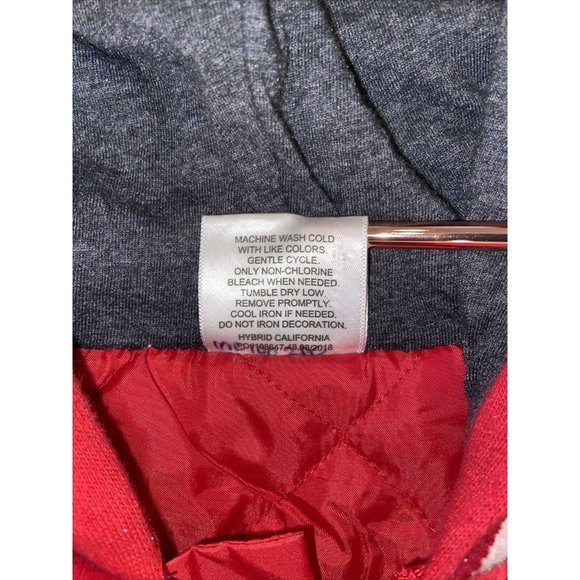 MACHINE WASH COLD
WITH LIKE COLORS.
GENTLE CYCLE.
ONLY NON-CHLORINE
BLEACH WHEN NEEDED.
TUMBLE DRY LOW.
REMOVE PROMPTLY.
COOL IRON IF NEEDED.
DO NOT IRON DECORATION.
HYBRID CALIFORNIA